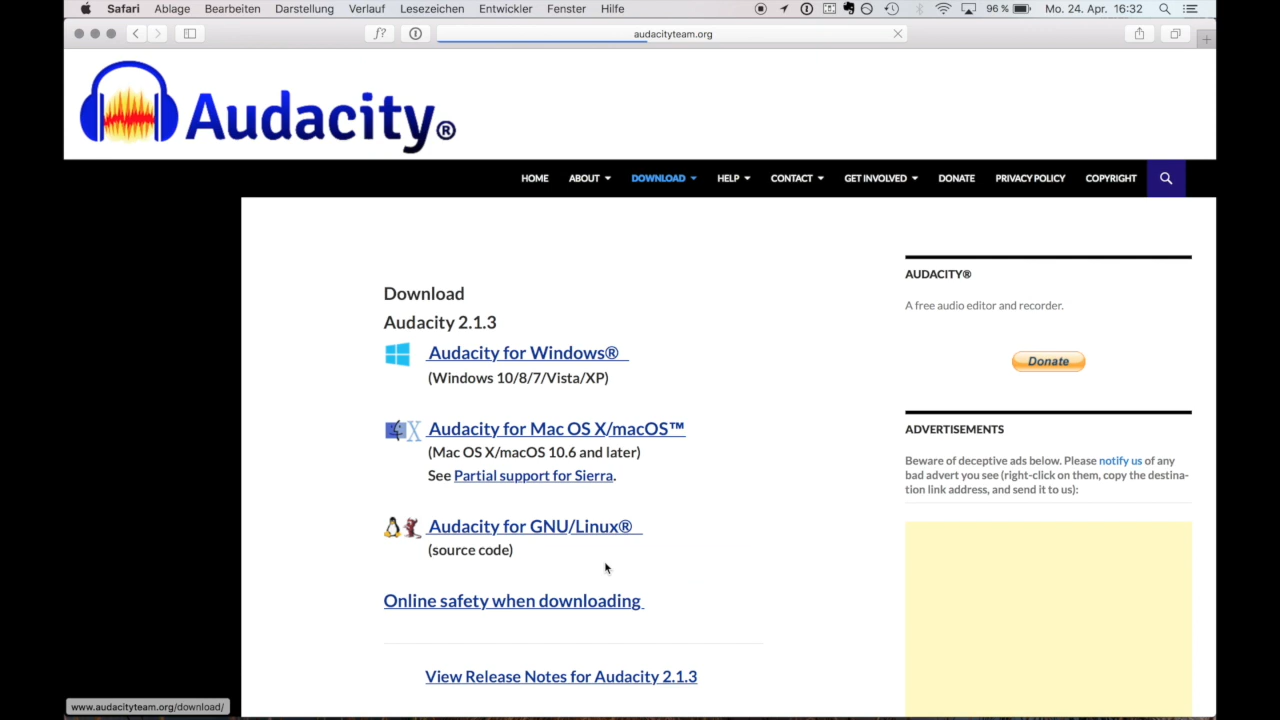 Safari Ablage Bearbeiten Darstellung Verlauf Lesezeichen Entwickler Fenster Hilfe 96 % Mo. 24. Apr. 16:32
f? audacityteam.org
Audacity®
HOME ABOUT DOWNLOAD HELP CONTACT GET INVOLVED DONATE PRIVACY POLICY COPYRIGHT
Download
Audacity 2.1.3
Audacity for Windows®
(Windows 10/8/7/Vista/XP)
Audacity for Mac OS X/macOS™
(Mac OS X/macOS 10.6 and later)
See Partial support for Sierra.
Audacity for GNU/Linux®
(source code)
Online safety when downloading
View Release Notes for Audacity 2.1.3
AUDACITY®
A free audio editor and recorder.
Donate
ADVERTISEMENTS
Beware of deceptive ads below. Please notify us of any
bad advert you see (right-click on them, copy the destina-
tion link address, and send it to us):
www.audacityteam.org/download/